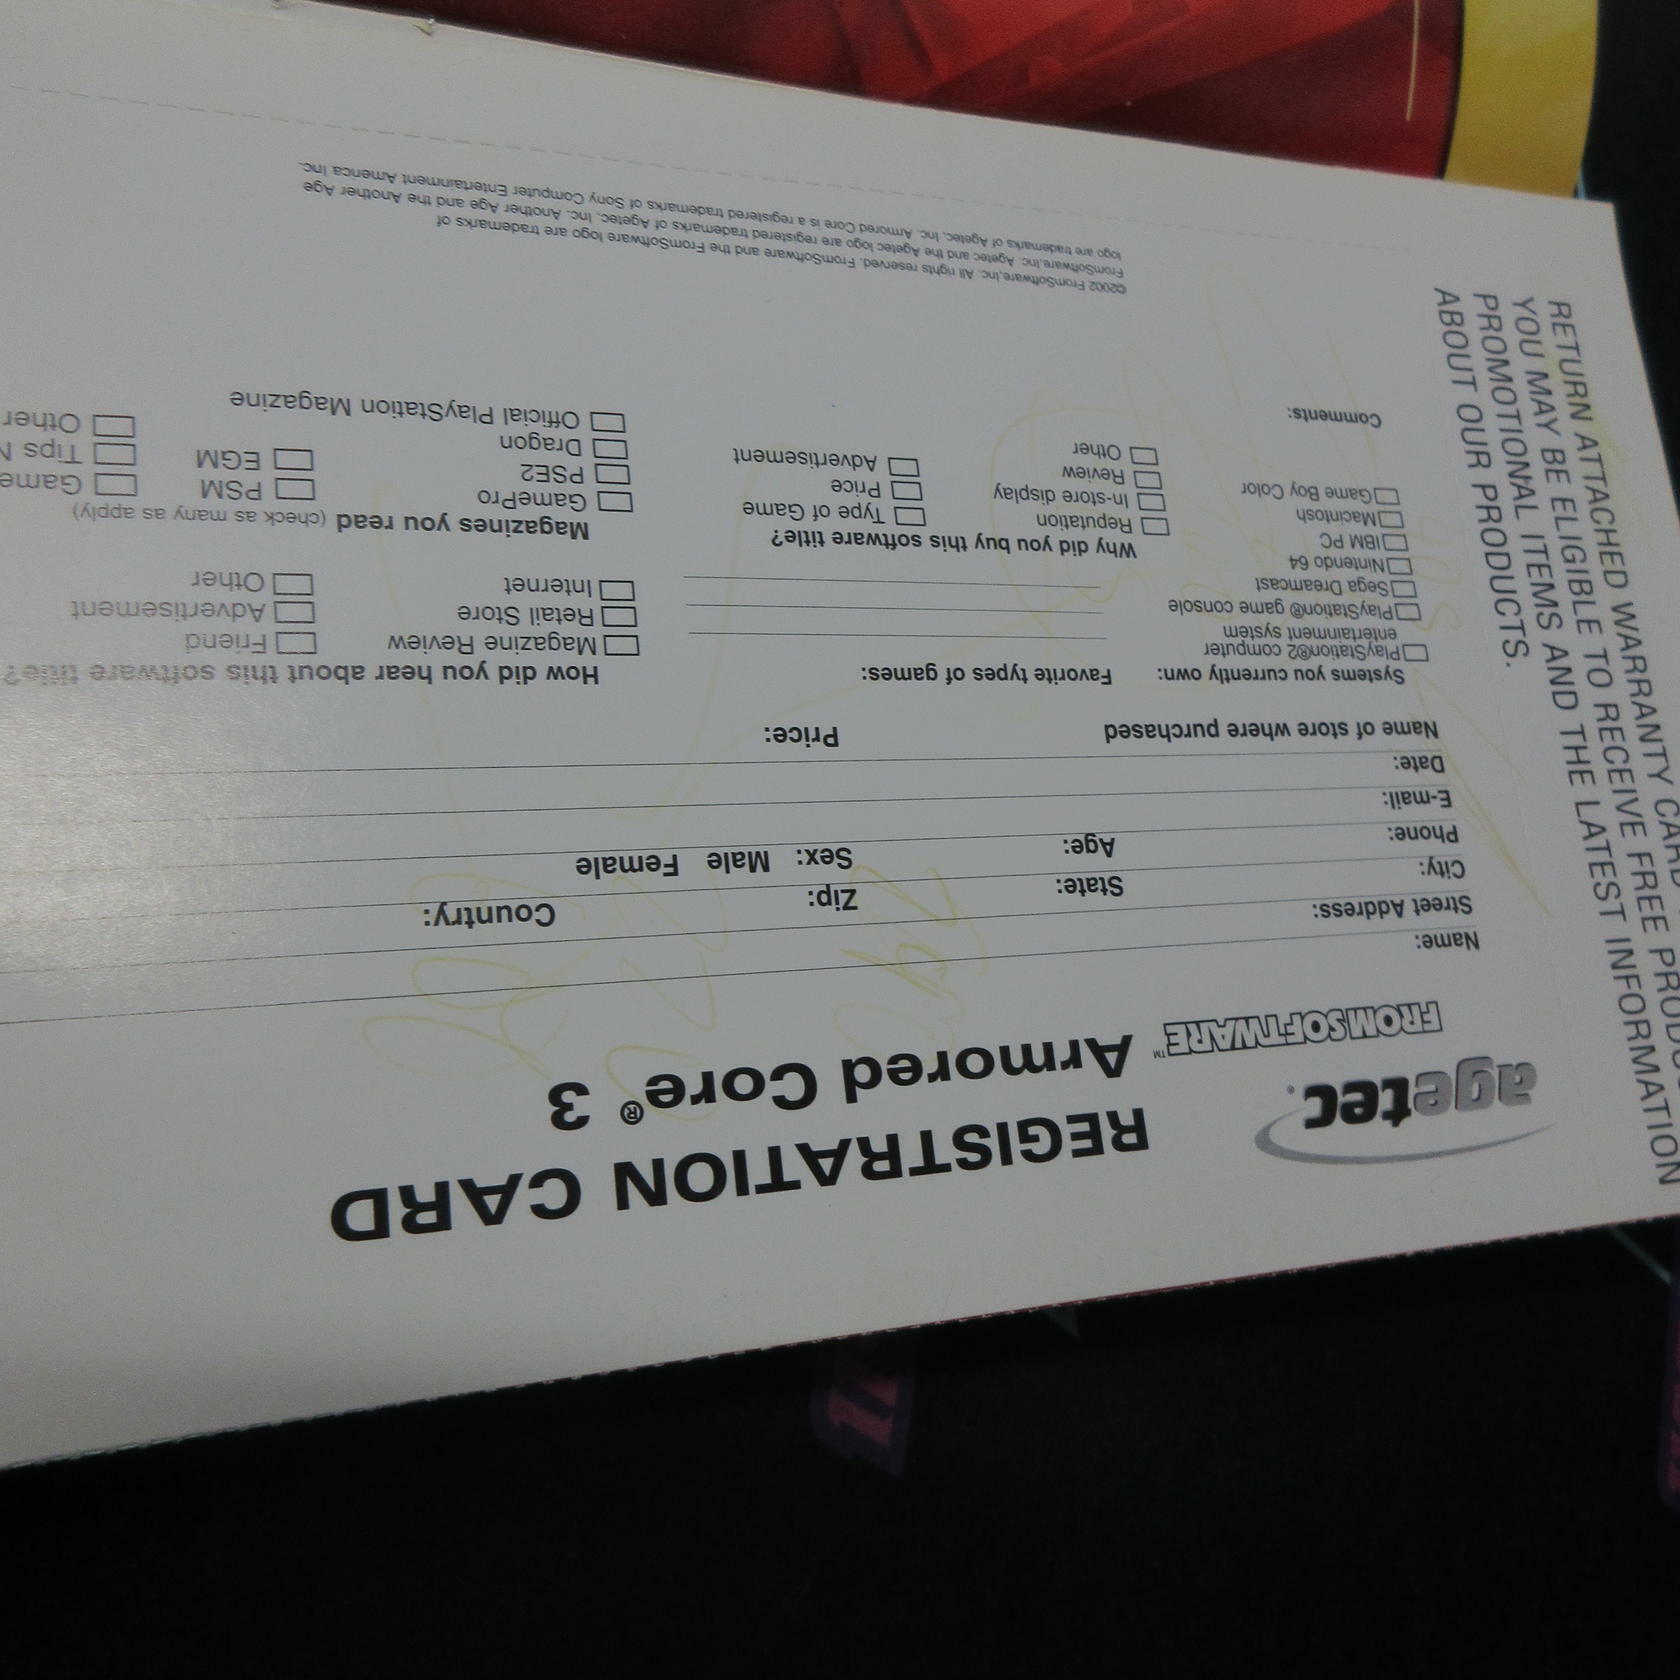 agetec.
FROMSOFTWARE™
REGISTRATION CARD
Armored Core® 3
Name:
Street Address:
City: State: Zip: Country:
Phone: Age: Sex: Male Female
E-mail:
Date:
Name of store where purchased Price:
Systems you currently own:
PlayStation®2 computer
entertainment system
PlayStation® game console
Sega Dreamcast
Nintendo 64
IBM PC
Macintosh
Game Boy Color
Comments:
Favorite types of games:
Why did you buy this software title?
Reputation Type of Game
In-store display Price
Review Advertisement
Other
How did you hear about this software title?
Magazine Review Friend
Retail Store Advertisement
Internet Other
Magazines you read (check as many as apply)
GamePro PSM Game
PSE2 EGM Tips
Dragon Other
Official PlayStation Magazine
©2002 FromSoftware,Inc. All rights reserved. FromSoftware and the FromSoftware logo are trademarks of
FromSoftware,Inc. Agetec and the Agetec logo are registered trademarks of Agetec, Inc. Another Age and the Another Age
logo are trademarks of Agetec, Inc. Armored Core is a registered trademarks of Sony Computer Entertainment America Inc.
RETURN ATTACHED WARRANTY CARD
YOU MAY BE ELIGIBLE TO RECEIVE FREE
PROMOTIONAL ITEMS AND THE LATEST INFORMATION
ABOUT OUR PRODUCTS.